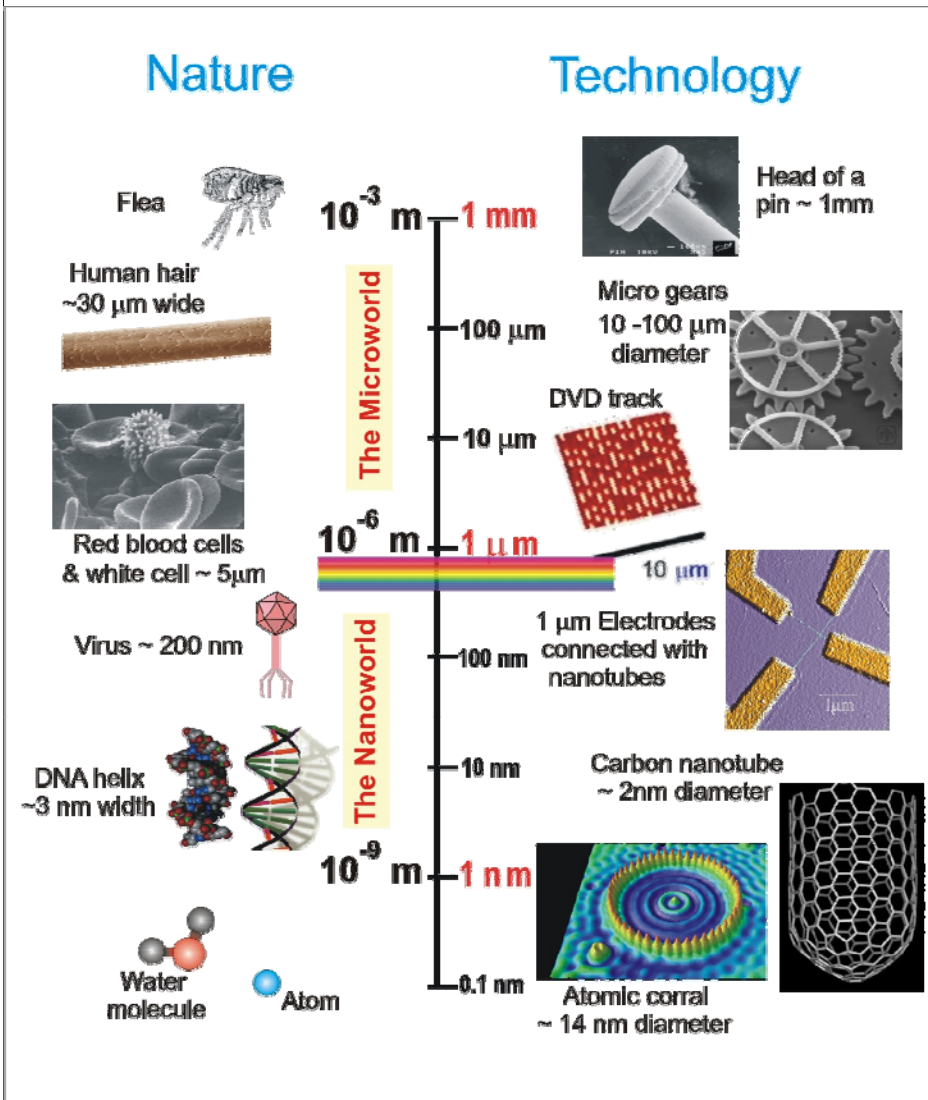 Nature
Technology
Flea
10⁻³ m
1 mm
Head of a
pin ~ 1mm
Human hair
~30 μm wide
The Microworld
100 μm
Micro gears
10 -100 μm
diameter
DVD track
10 μm
10⁻⁶ m
1 μm
Red blood cells
& white cell ~ 5μm
10 μm
Virus ~ 200 nm
The Nanoworld
100 nm
1 μm Electrodes
connected with
nanotubes
1μm
DNA helix
~3 nm width
10 nm
Carbon nanotube
~ 2nm diameter
10⁻⁹ m
1 nm
Water
molecule
Atom
0.1 nm
Atomic corral
~ 14 nm diameter